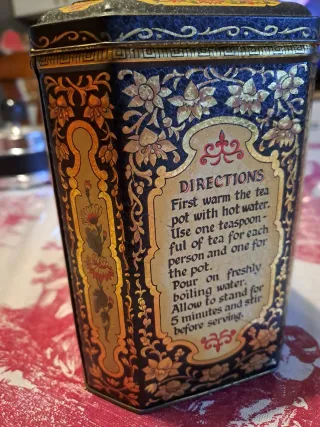 DIRECTIONS
First warm the tea
pot with hot water.
Use one teaspoon-
ful of tea for each
person and one for
the pot.
Pour on freshly
boiling water.
Allow to stand for
5 minutes and stir
before serving.